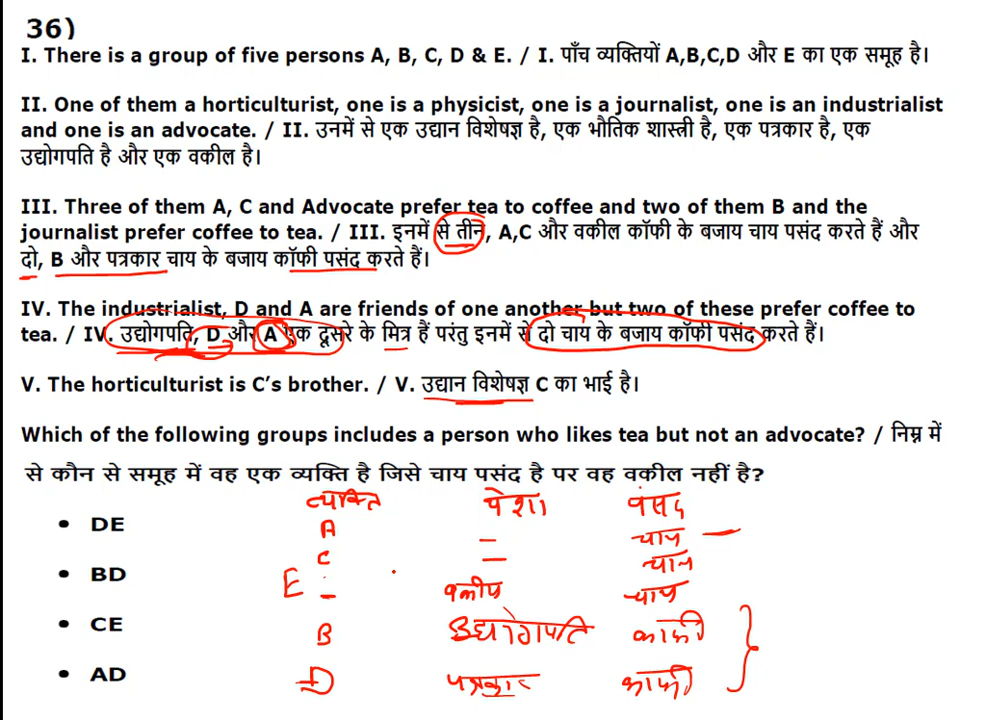 36)
I. There is a group of five persons A, B, C, D & E. / I. पाँच व्यक्तियों A,B,C,D और E का एक समूह है।
II. One of them a horticulturist, one is a physicist, one is a journalist, one is an industrialist
and one is an advocate. / II. उनमें से एक उद्यान विशेषज्ञ है, एक भौतिक शास्त्री है, एक पत्रकार है, एक
उद्योगपति है और एक वकील है।
III. Three of them A, C and Advocate prefer tea to coffee and two of them B and the
journalist prefer coffee to tea. / III. इनमें से तीन, A,C और वकील कॉफी के बजाय चाय पसंद करते हैं और
दो, B और पत्रकार चाय के बजाय कॉफी पसंद करते हैं।
IV. The industrialist, D and A are friends of one another but two of these prefer coffee to
tea. / IV. उद्योगपति, D और A एक दूसरे के मित्र हैं परंतु इनमें से दो चाय के बजाय कॉफी पसंद करते हैं।
V. The horticulturist is C’s brother. / V. उद्यान विशेषज्ञ C का भाई है।
Which of the following groups includes a person who likes tea but not an advocate? / निम्न में
से कौन से समूह में वह एक व्यक्ति है जिसे चाय पसंद है पर वह वकील नहीं है?
व्यक्ति पेशा पसंद
• DE
A – चाय –
C – चाय
• BD
E वकील चाय
• CE
B उद्योगपति काफी
• AD
D पत्रकार काफी